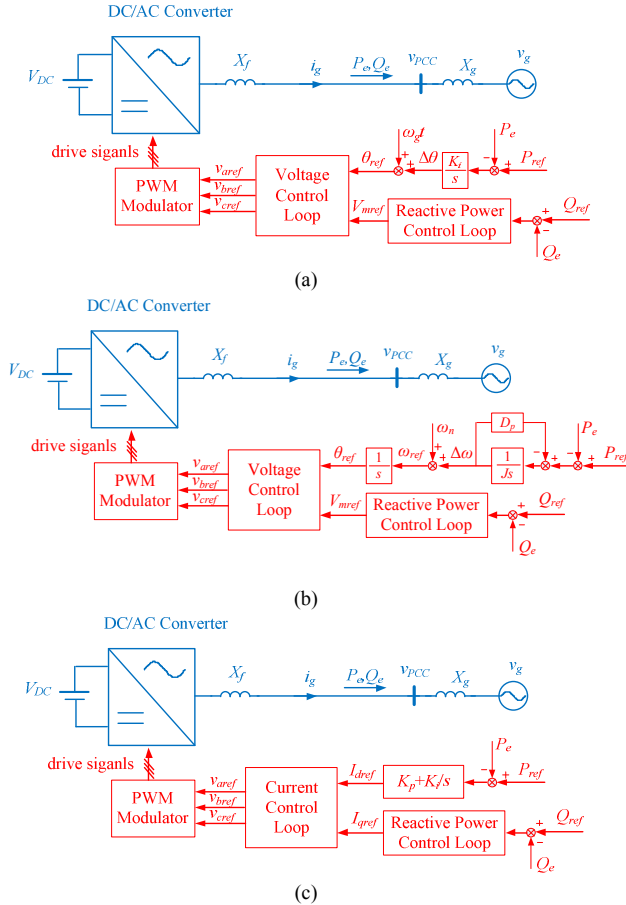 DC/AC Converter
V_DC
X_f
i_g
P_e,Q_e
v_PCC
X_g
v_g
drive siganls
PWM Modulator
v_aref
v_bref
v_cref
Voltage Control Loop
θ_ref
ω_g t
+
+
Δθ
K_t/s
P_e
−
+
P_ref
V_mref
Reactive Power Control Loop
+
−
Q_ref
Q_e
(a)
DC/AC Converter
V_DC
X_f
i_g
P_e,Q_e
v_PCC
X_g
v_g
drive siganls
PWM Modulator
v_aref
v_bref
v_cref
Voltage Control Loop
θ_ref
1/s
ω_ref
ω_n
+
+
Δω
D_p
1/Js
−
+
P_e
−
+
P_ref
V_mref
Reactive Power Control Loop
+
−
Q_ref
Q_e
(b)
DC/AC Converter
V_DC
X_f
i_g
P_e,Q_e
v_PCC
X_g
v_g
drive siganls
PWM Modulator
v_aref
v_bref
v_cref
Current Control Loop
I_dref
K_p+K_i/s
P_e
−
+
P_ref
I_qref
Reactive Power Control Loop
+
−
Q_ref
Q_e
(c)